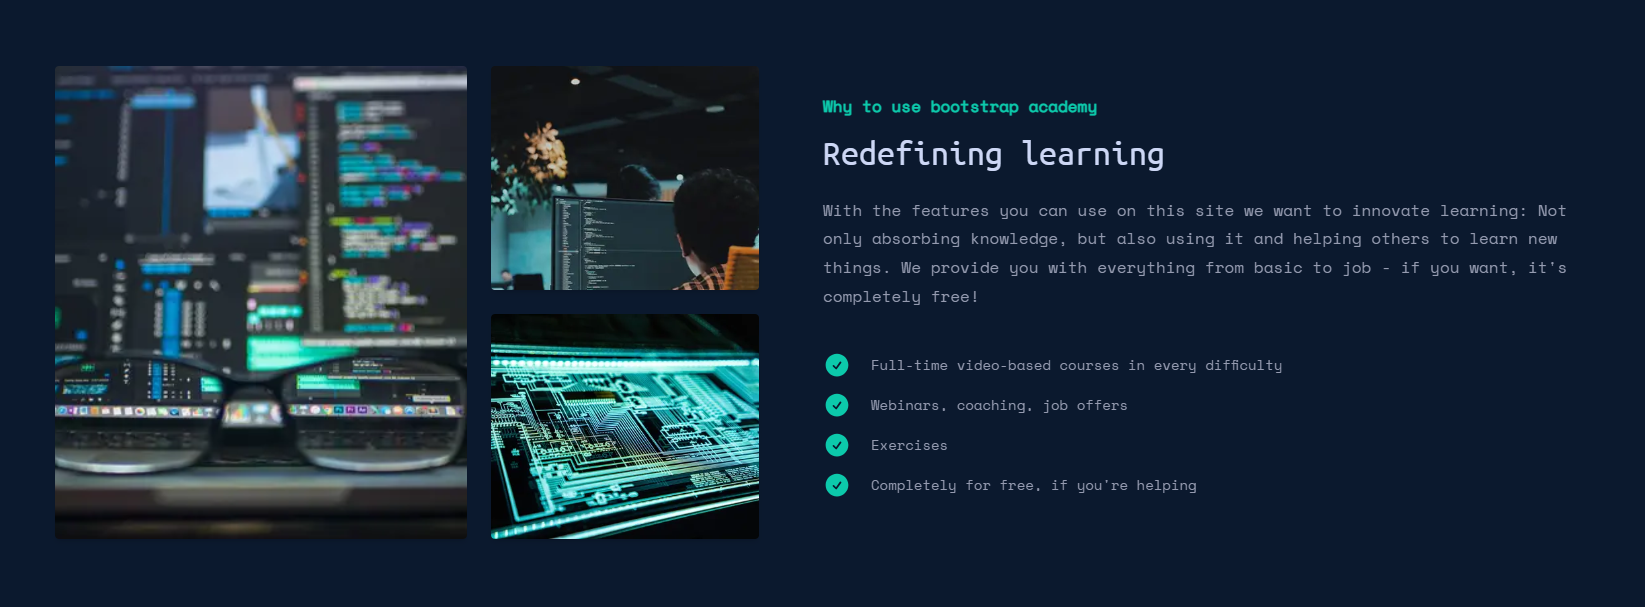 Why to use bootstrap academy
Redefining learning
With the features you can use on this site we want to innovate learning: Not
only absorbing knowledge, but also using it and helping others to learn new
things. We provide you with everything from basic to job - if you want, it's
completely free!
Full-time video-based courses in every difficulty
Webinars, coaching, job offers
Exercises
Completely for free, if you're helping